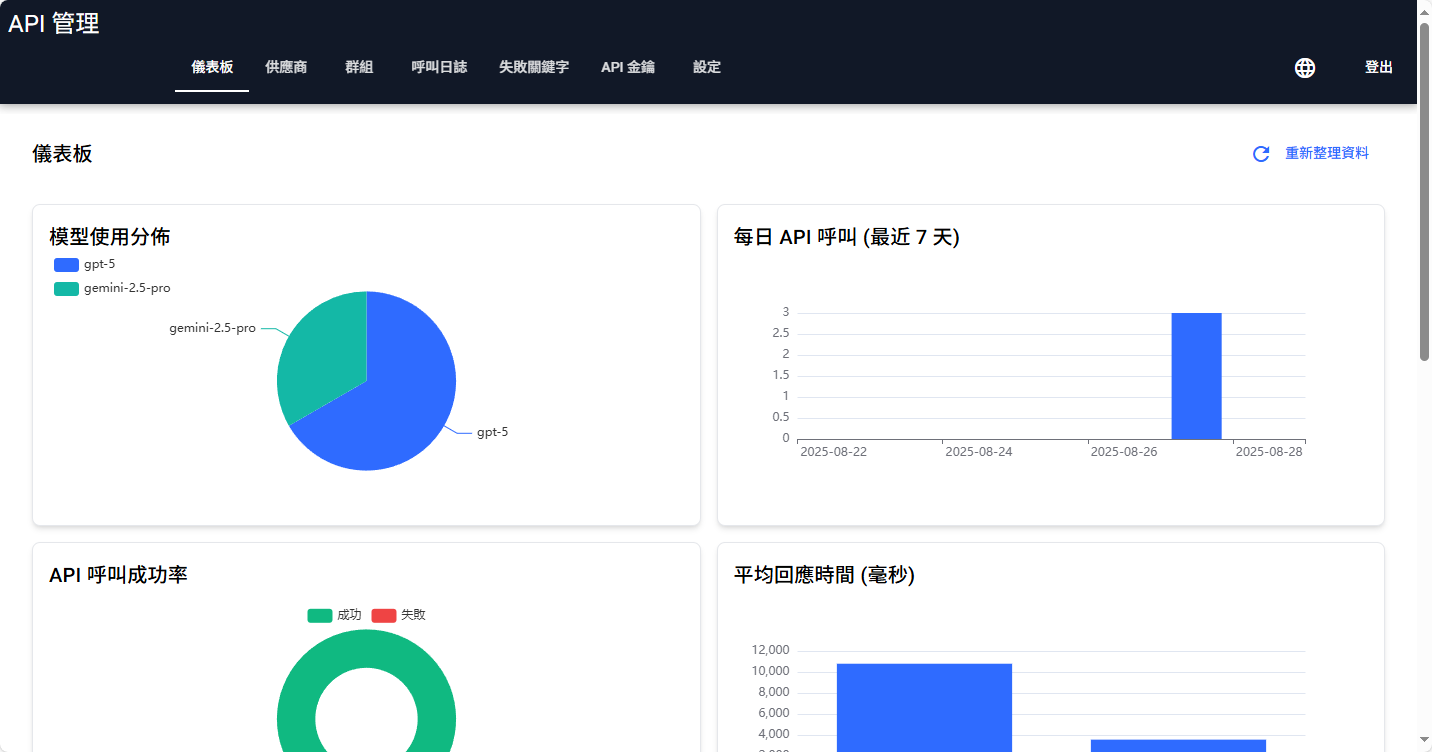 API 管理
儀表板 供應商 群組 呼叫日誌 失敗關鍵字 API 金鑰 設定 登出
儀表板 重新整理資料
模型使用分佈
gpt-5
gemini-2.5-pro
gemini-2.5-pro
gpt-5
每日 API 呼叫 (最近 7 天)
3
2.5
2
1.5
1
0.5
0
2025-08-22 2025-08-24 2025-08-26 2025-08-28
API 呼叫成功率
成功 失敗
平均回應時間 (毫秒)
12,000
10,000
8,000
6,000
4,000